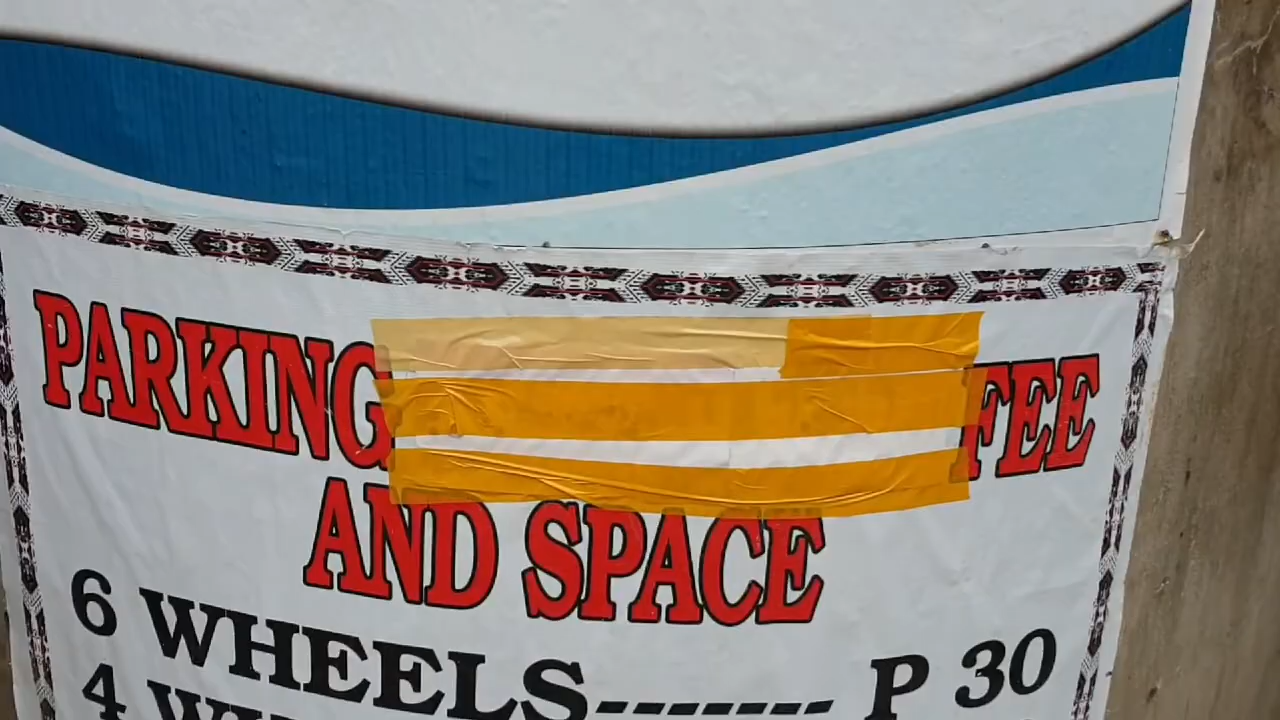 PARKING FEE
AND SPACE
6 WHEELS------- P 30
4